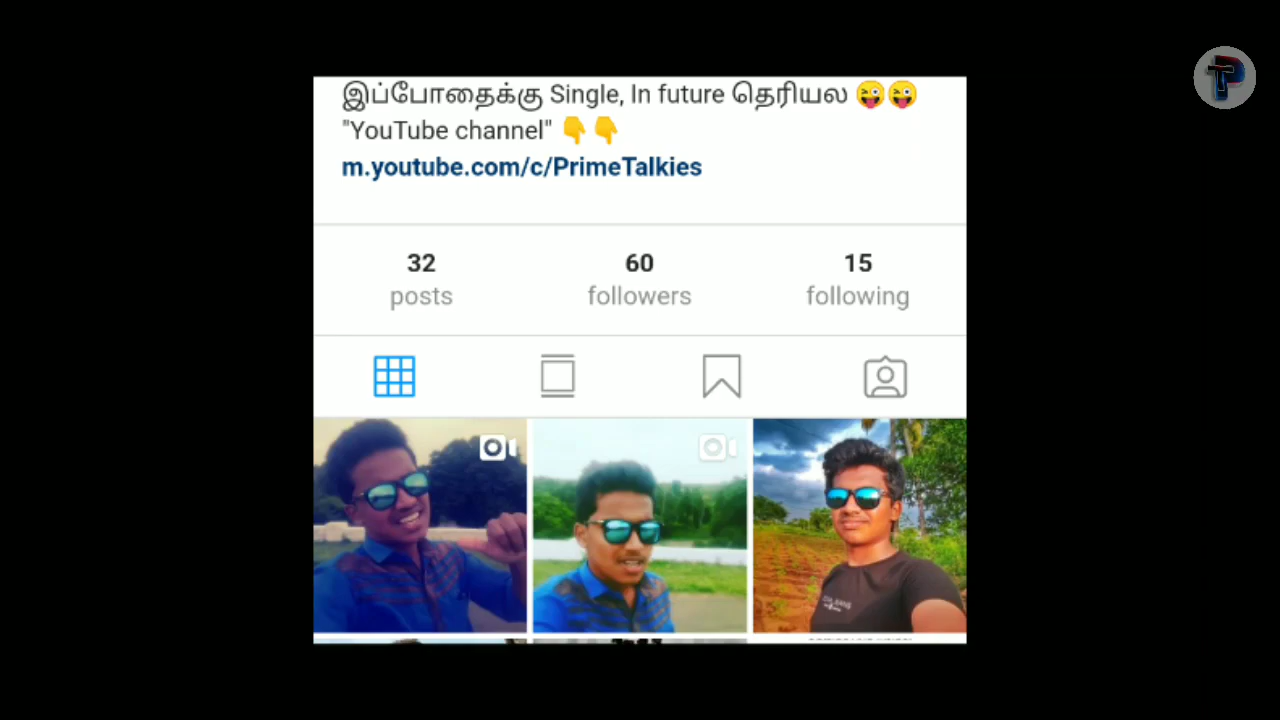 இப்போதைக்கு Single, In future தெரியல 😜😜
"YouTube channel" 👇👇
m.youtube.com/c/PrimeTalkies
32 60 15
posts followers following